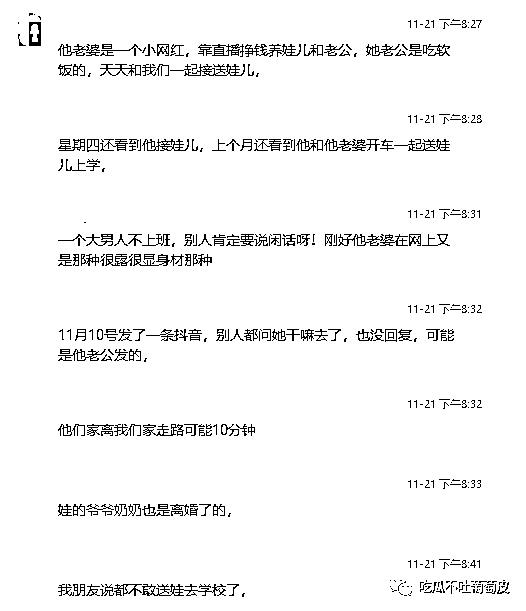 11-21 下午8:27
他老婆是一个小网红，靠直播挣钱养娃儿和老公，她老公是吃软
饭的，天天和我们一起接送娃儿，
11-21 下午8:28
星期四还看到他接娃儿，上个月还看到他和他老婆开车一起送娃
儿上学，
11-21 下午8:31
一个大男人不上班，别人肯定要说闲话呀！刚好他老婆在网上又
是那种很露很显身材那种
11-21 下午8:32
11月10号发了一条抖音，别人都问她干嘛去了，也没回复，可能
是他老公发的，
11-21 下午8:32
他们家离我们家走路可能10分钟
11-21 下午8:33
娃的爷爷奶奶也是离婚了的，
11-21 下午8:41
我朋友说都不敢送娃去学校了，
吃瓜不吐葡萄皮